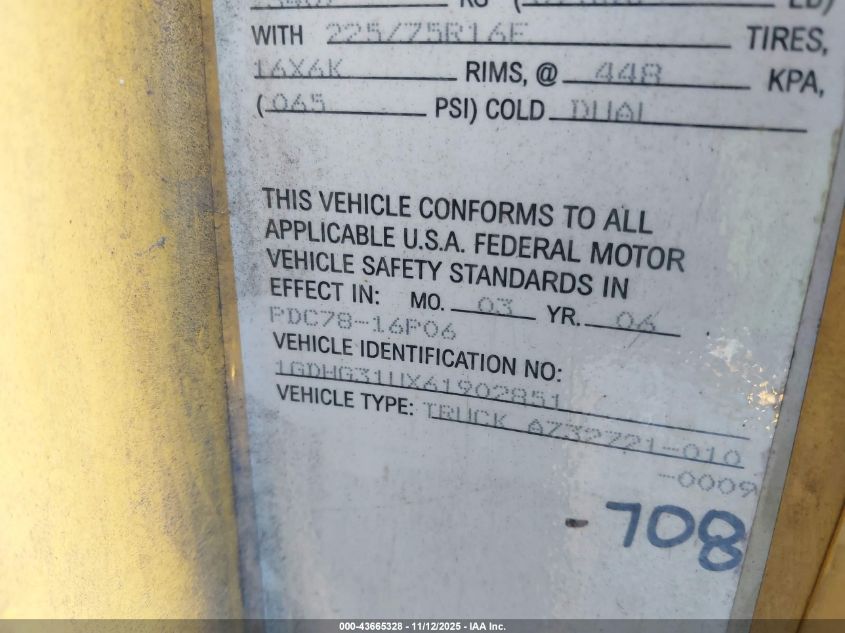 KG (
WITH 225/75R16E TIRES,
16X6K RIMS, @ 448 KPA,
(065 PSI) COLD DUAL
THIS VEHICLE CONFORMS TO ALL
APPLICABLE U.S.A. FEDERAL MOTOR
VEHICLE SAFETY STANDARDS IN
EFFECT IN: MO. 03 YR. 06
PDC78-16P06
VEHICLE IDENTIFICATION NO:
1GDHG31UX61902851
VEHICLE TYPE: TRUCK AZ32721-010
-0009
-708
000-43665328 - 11/12/2025 - IAA Inc.